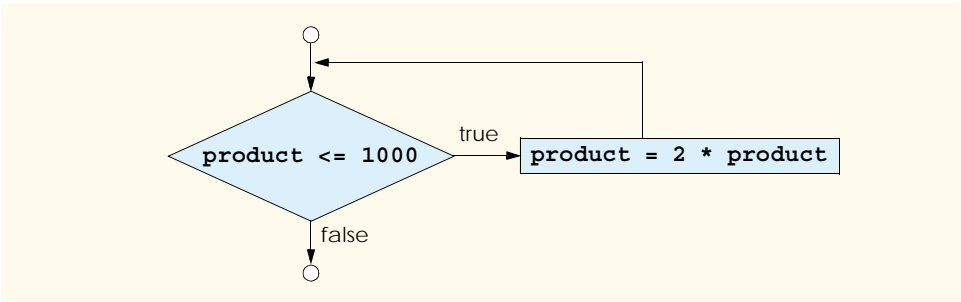 true
product <= 1000
product = 2 * product
false